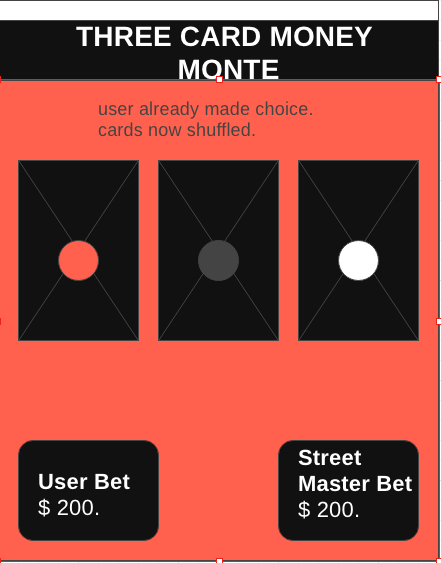 THREE CARD MONEY
MONTE
user already made choice.
cards now shuffled.
User Bet
$ 200.
Street
Master Bet
$ 200.